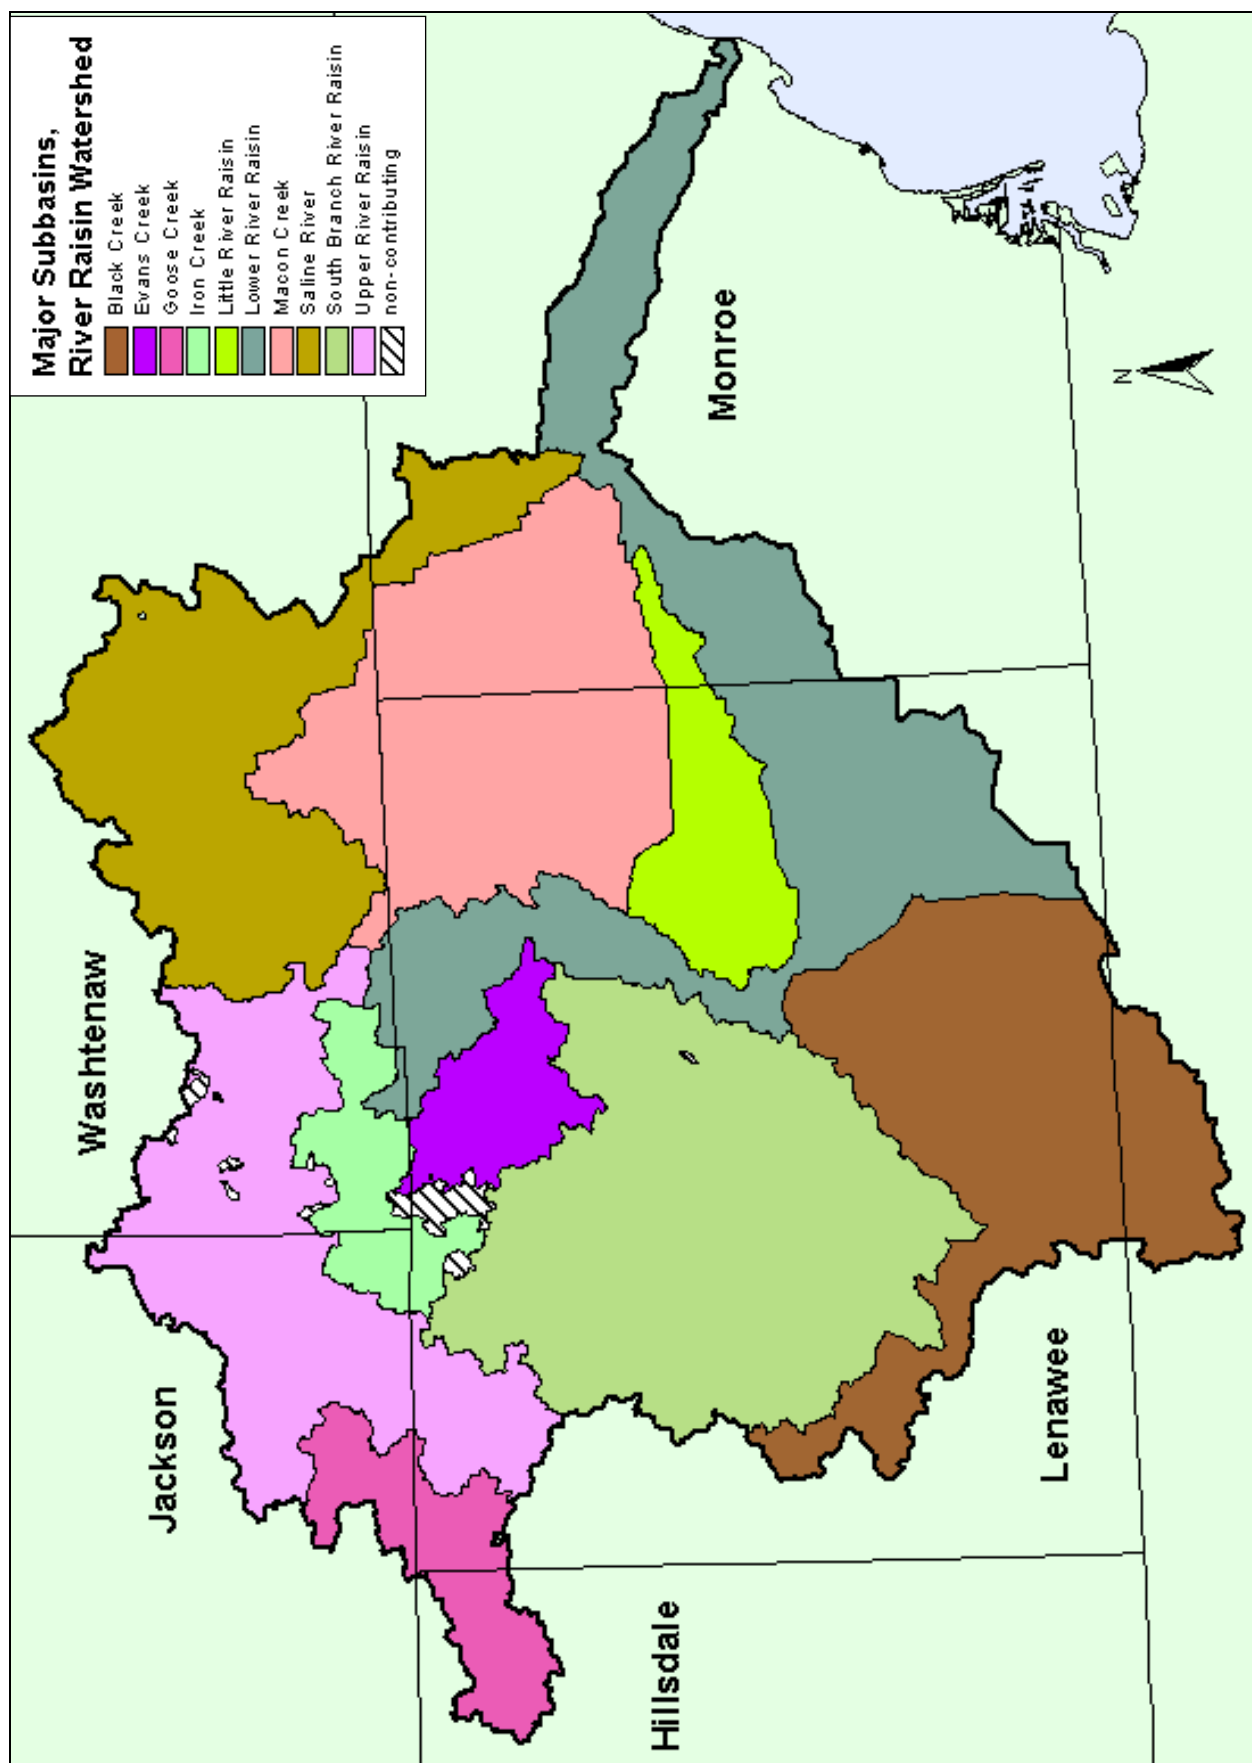 Major Subbasins,
River Raisin Watershed
Black Creek
Evans Creek
Goose Creek
Iron Creek
Little River Raisin
Lower River Raisin
Macon Creek
Saline River
South Branch River Raisin
Upper River Raisin
non-contributing
Washtenaw
Jackson
Monroe
N
Lenawee
Hillsdale